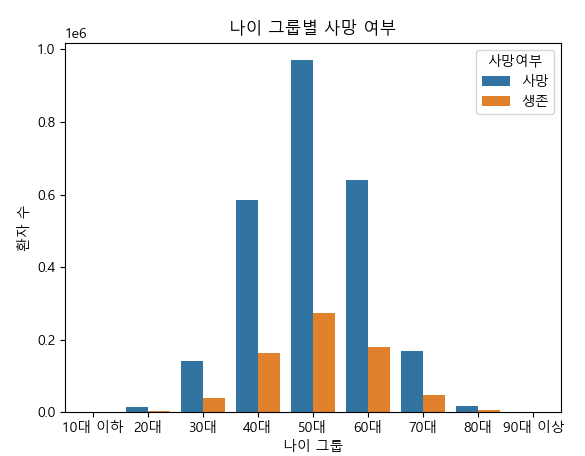 나이 그룹별 사망 여부
1e6
1.0
0.8
0.6
0.4
0.2
0.0
환자 수
사망여부
사망
생존
10대 이하 20대 30대 40대 50대 60대 70대 80대 90대 이상
나이 그룹